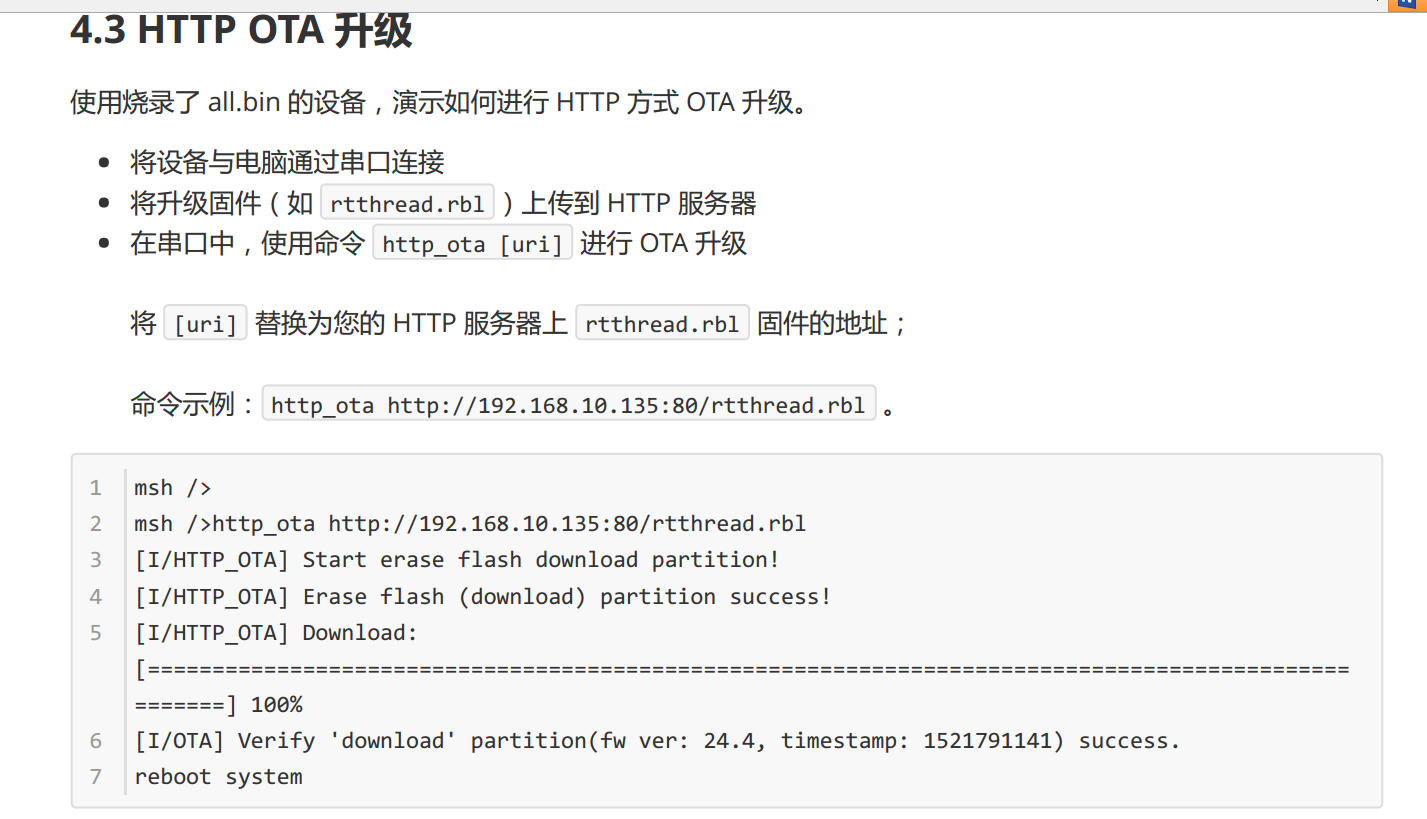 4.3 HTTP OTA 升级
使用烧录了 all.bin 的设备，演示如何进行 HTTP 方式 OTA 升级。
• 将设备与电脑通过串口连接
• 将升级固件（如 rtthread.rbl ）上传到 HTTP 服务器
• 在串口中，使用命令 http_ota [uri] 进行 OTA 升级
将 [uri] 替换为您的 HTTP 服务器上 rtthread.rbl 固件的地址；
命令示例：http_ota http://192.168.10.135:80/rtthread.rbl 。
1 msh />
2 msh />http_ota http://192.168.10.135:80/rtthread.rbl
3 [I/HTTP_OTA] Start erase flash download partition!
4 [I/HTTP_OTA] Erase flash (download) partition success!
5 [I/HTTP_OTA] Download:
[=============================================================================================
=======] 100%
6 [I/OTA] Verify 'download' partition(fw ver: 24.4, timestamp: 1521791141) success.
7 reboot system